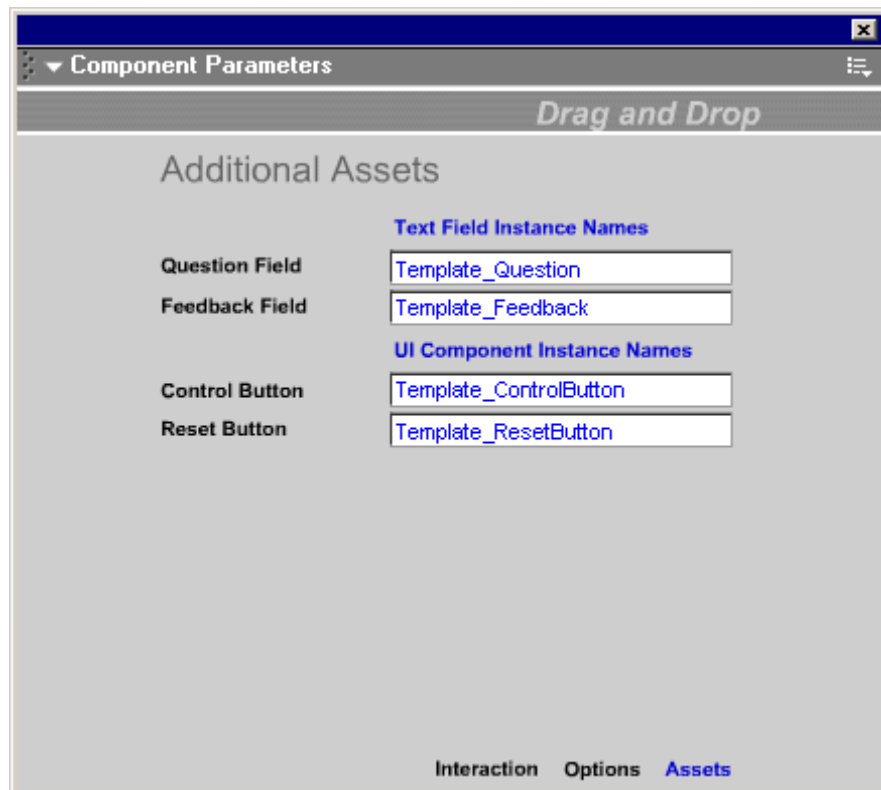 Component Parameters
Drag and Drop
Additional Assets
Text Field Instance Names
Question Field Template_Question
Feedback Field Template_Feedback
UI Component Instance Names
Control Button Template_ControlButton
Reset Button Template_ResetButton
Interaction Options Assets